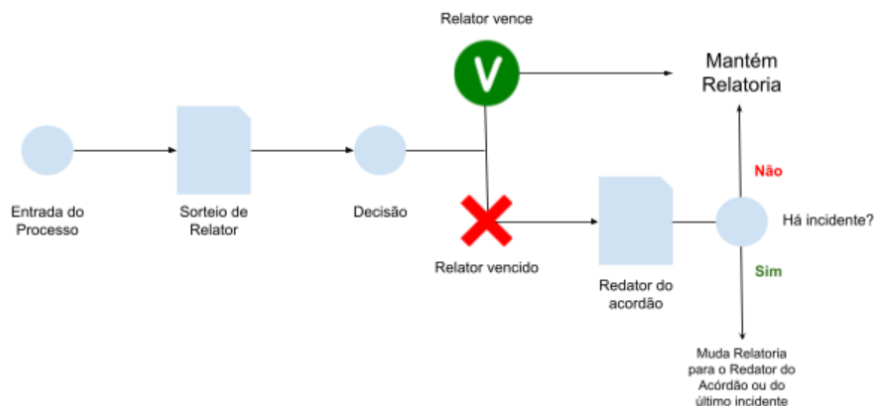 Relator vence
V
Mantém
Relatoria
Não
Entrada do
Processo
Sorteio de
Relator
Decisão
Há incidente?
Relator vencido
Sim
Redator do
acordão
Muda Relatoria
para o Redator do
Acórdão ou do
último incidente